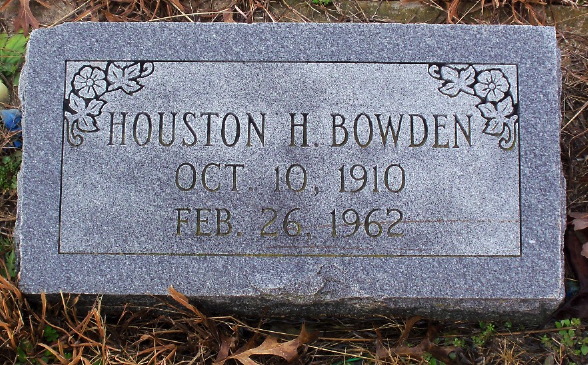 HOUSTON H. BOWDEN
OCT 10, 1910
FEB. 26. 1962